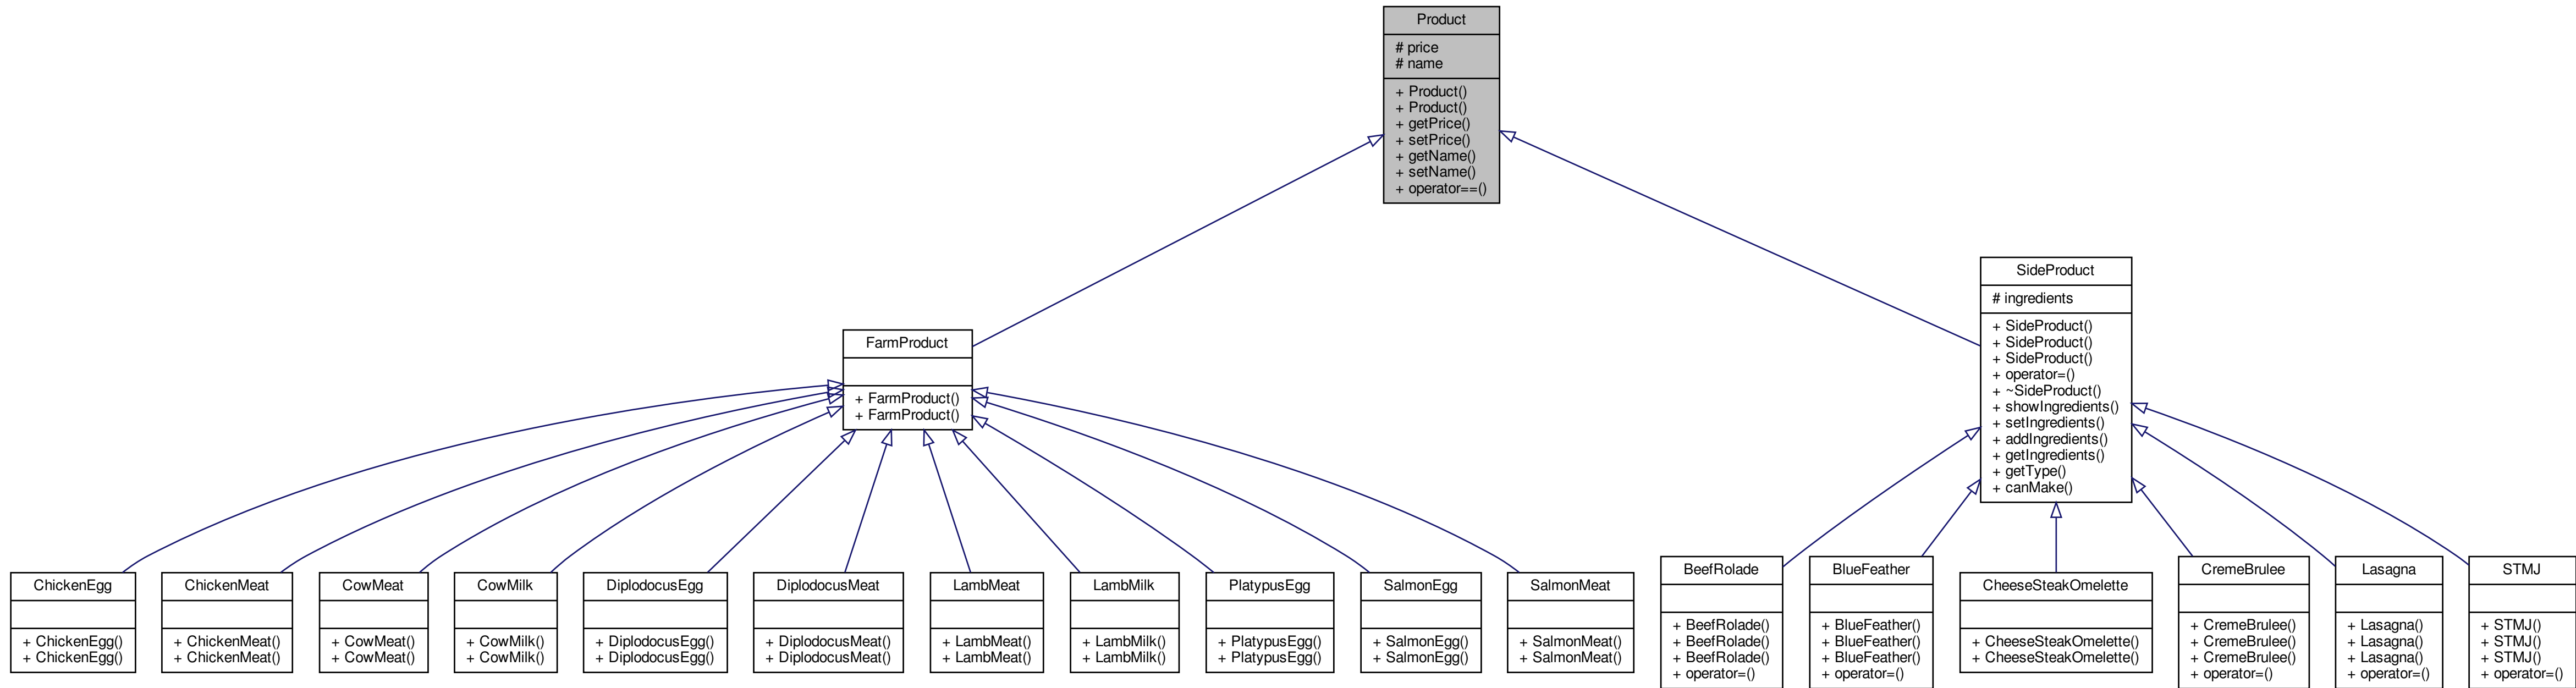 Product
# price
# name
+ Product()
+ Product()
+ getPrice()
+ setPrice()
+ getName()
+ setName()
+ operator==()
SideProduct
# ingredients
+ SideProduct()
+ SideProduct()
+ SideProduct()
+ operator=()
+ ~SideProduct()
+ showIngredients()
+ setIngredients()
+ addIngredients()
+ getIngredients()
+ getType()
+ canMake()
FarmProduct
+ FarmProduct()
+ FarmProduct()
ChickenEgg
+ ChickenEgg()
+ ChickenEgg()
ChickenMeat
+ ChickenMeat()
+ ChickenMeat()
CowMeat
+ CowMeat()
+ CowMeat()
CowMilk
+ CowMilk()
+ CowMilk()
DiplodocusEgg
+ DiplodocusEgg()
+ DiplodocusEgg()
DiplodocusMeat
+ DiplodocusMeat()
+ DiplodocusMeat()
LambMeat
+ LambMeat()
+ LambMeat()
LambMilk
+ LambMilk()
+ LambMilk()
PlatypusEgg
+ PlatypusEgg()
+ PlatypusEgg()
SalmonEgg
+ SalmonEgg()
+ SalmonEgg()
SalmonMeat
+ SalmonMeat()
+ SalmonMeat()
BeefRolade
+ BeefRolade()
+ BeefRolade()
+ BeefRolade()
+ operator=()
BlueFeather
+ BlueFeather()
+ BlueFeather()
+ BlueFeather()
+ operator=()
CheeseSteakOmelette
+ CheeseSteakOmelette()
+ CheeseSteakOmelette()
CremeBrulee
+ CremeBrulee()
+ CremeBrulee()
+ CremeBrulee()
+ operator=()
Lasagna
+ Lasagna()
+ Lasagna()
+ Lasagna()
+ operator=()
STMJ
+ STMJ()
+ STMJ()
+ STMJ()
+ operator=()